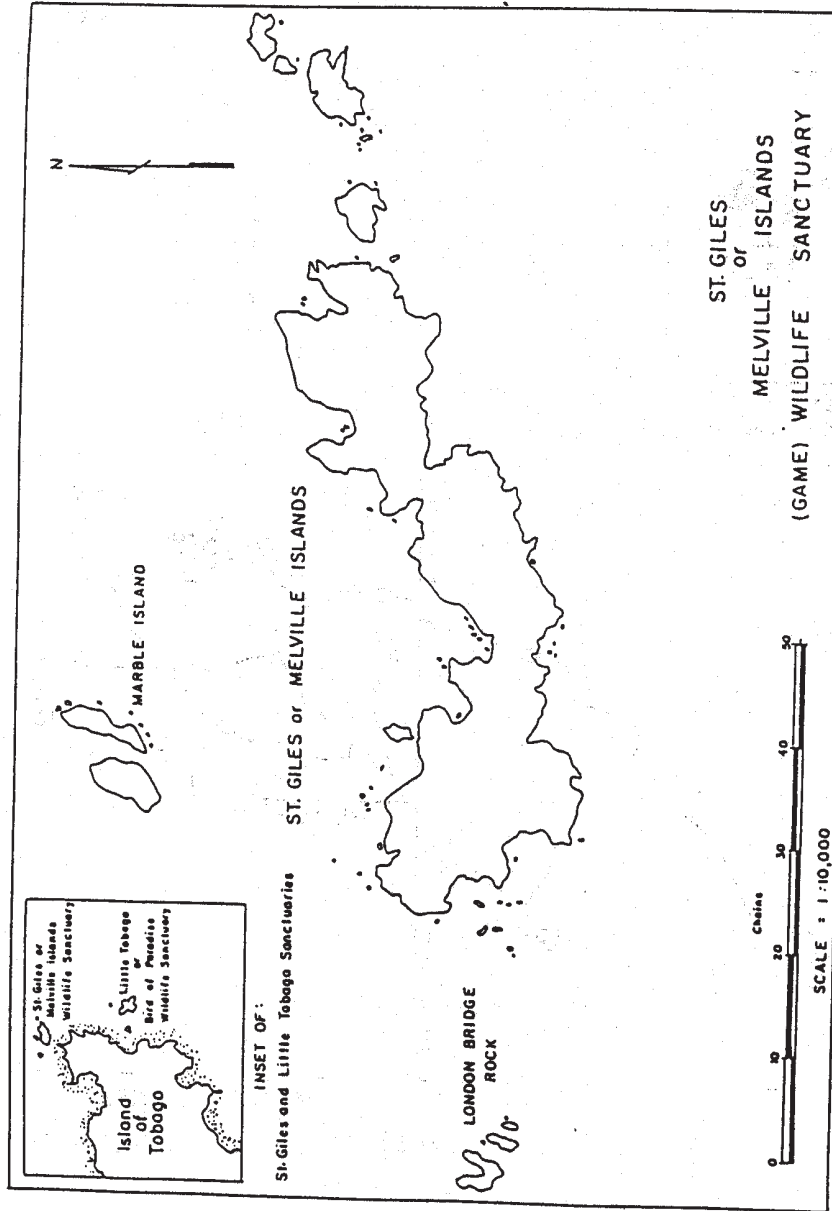 St. Giles or
Melville Islands
Wildlife Sanctuary
Little Tobago
or
Bird of Paradise
Wildlife Sanctuary
Island
of
Tobago
INSET OF:
St. Giles and Little Tobago Sanctuaries
MARBLE ISLAND
N
ST. GILES or MELVILLE ISLANDS
LONDON BRIDGE
ROCK
ST. GILES
or
MELVILLE ISLANDS
(GAME) WILDLIFE SANCTUARY
Chains
0 10 20 30 40 50
SCALE : 1:10,000